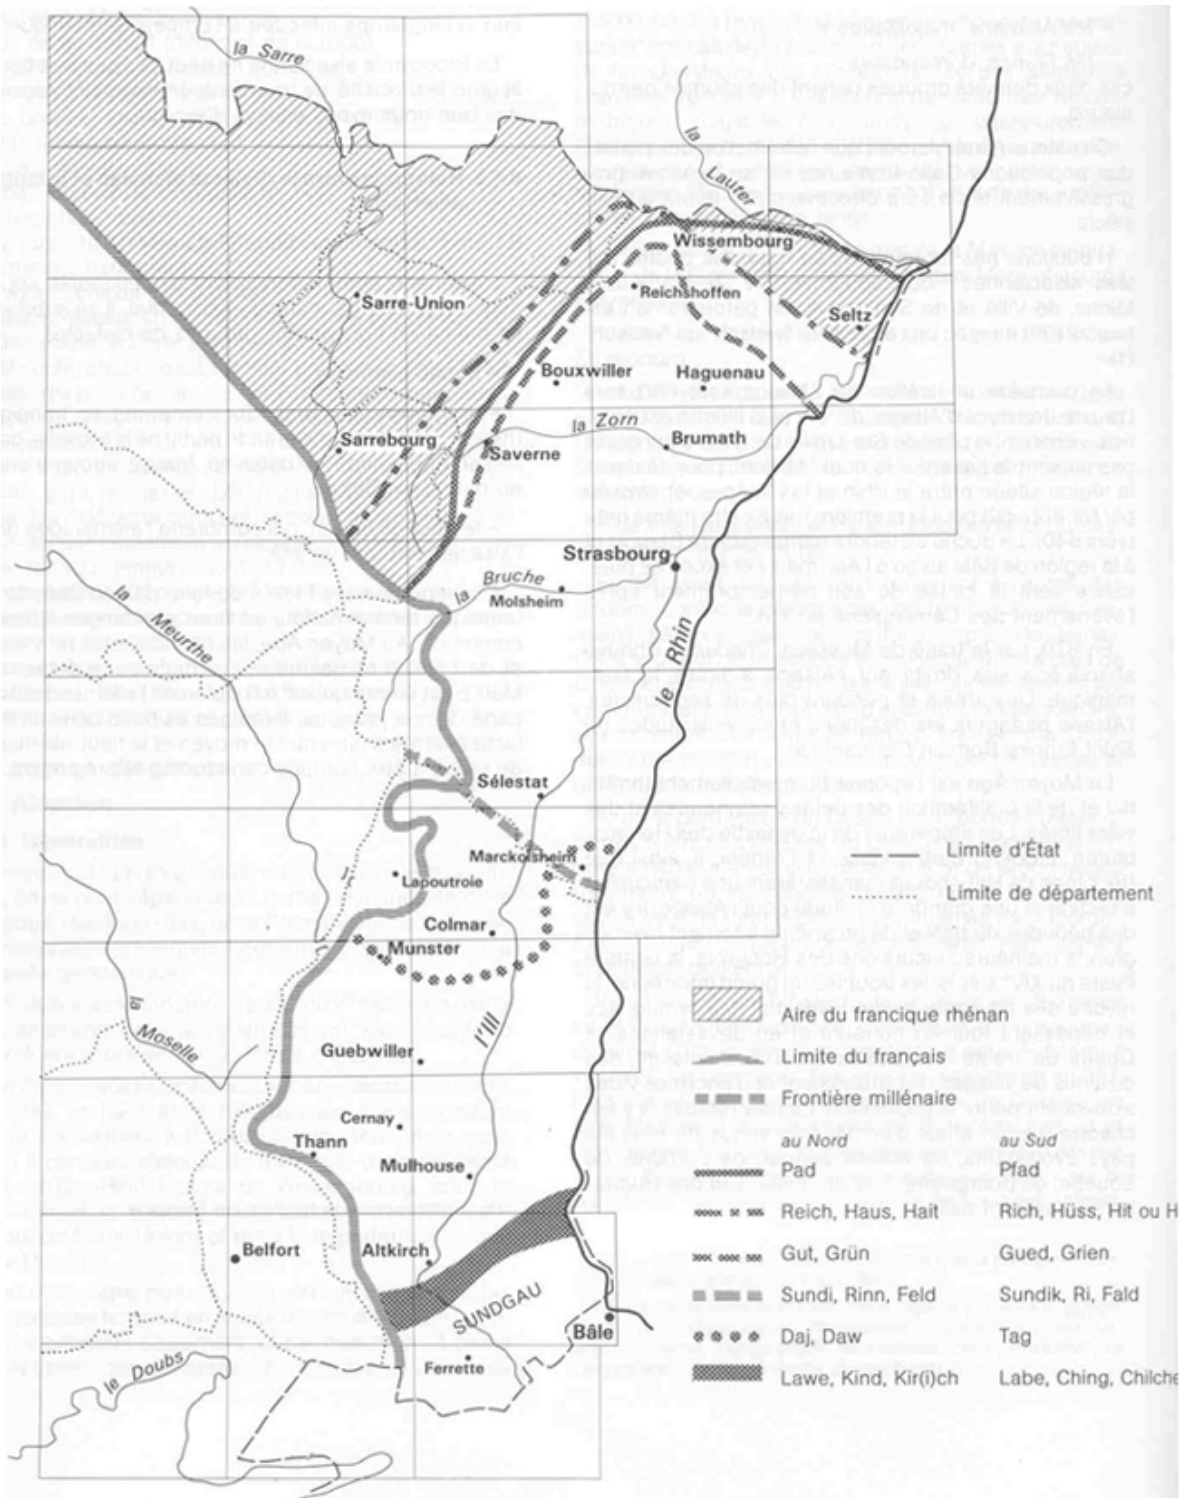 la Sarre
la
Lauter
Wissembourg
Reichshoffen
Sarre-Union
Seltz
Bouxwiller
Haguenau
la Zorn
Sarrebourg
Saverne
Brumath
Strasbourg
la Bruche
Molsheim
la Meurthe
le Rhin
Sélestat
Marckolsheim
Lapoutroie
Colmar
Munster
la Moselle
l'Ill
Guebwiller
Cernay
Thann
Mulhouse
Belfort
Altkirch
SUNDGAU
Bâle
Ferrette
le Doubs
Limite d'État
Limite de département
Aire du francique rhénan
Limite du français
Frontière millénaire
au Nord au Sud
Pad Pfad
Reich, Haus, Hait Rich, Hüss, Hit ou H
Gut, Grün Gued, Grien
Sundi, Rinn, Feld Sundik, Ri, Fald
Daj, Daw Tag
Lawe, Kind, Kir(i)ch Labe, Ching, Chilche